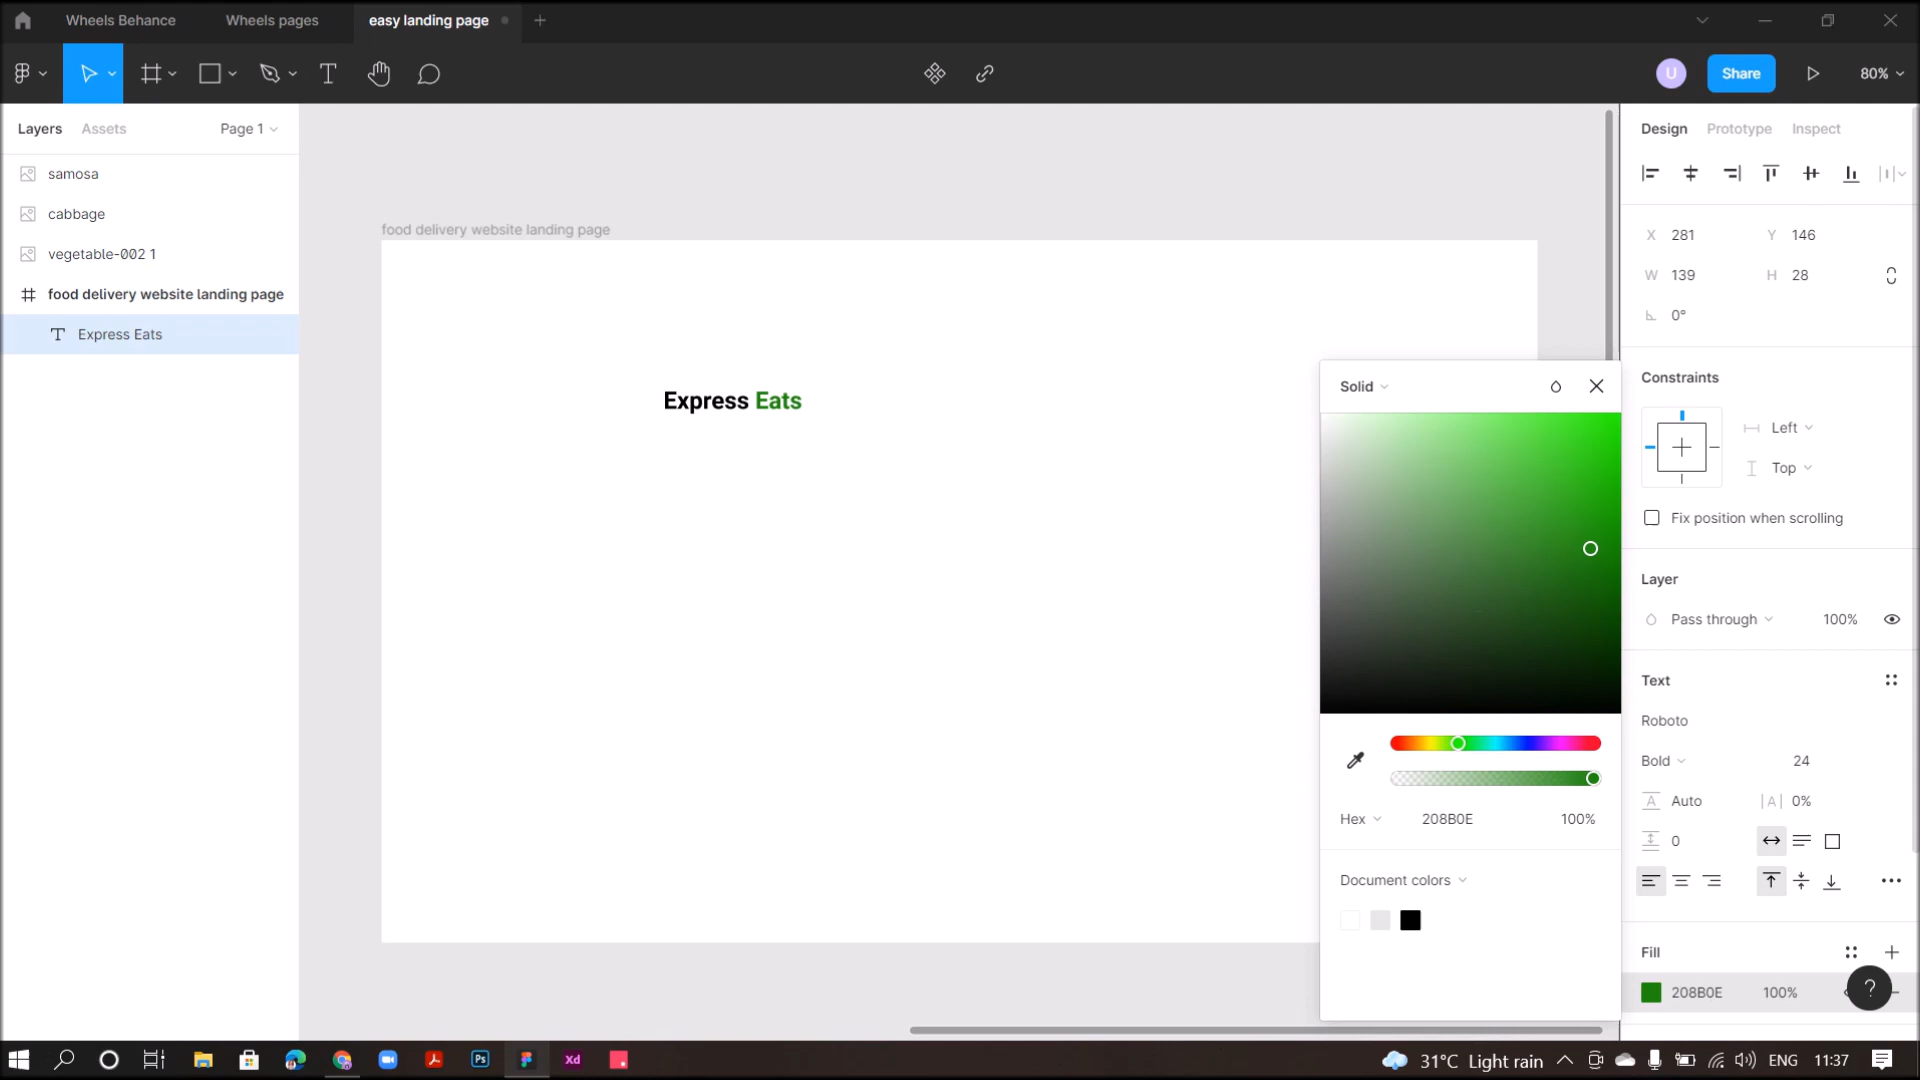 Wheels Behance
Wheels pages
easy landing page
Share
80%
U
Layers
Assets
Page 1
samosa
cabbage
vegetable-002 1
food delivery website landing page
Express Eats
food delivery website landing page
Express Eats
Solid
Hex
208B0E
100%
Document colors
Design
Prototype
Inspect
X 281
Y 146
W 139
H 28
0°
Constraints
Left
Top
Fix position when scrolling
Layer
Pass through
100%
Text
Roboto
Bold
24
A Auto
|A| 0%
0
Fill
208B0E
100%
?
Ps
Xd
31°C Light rain
ENG
11:37